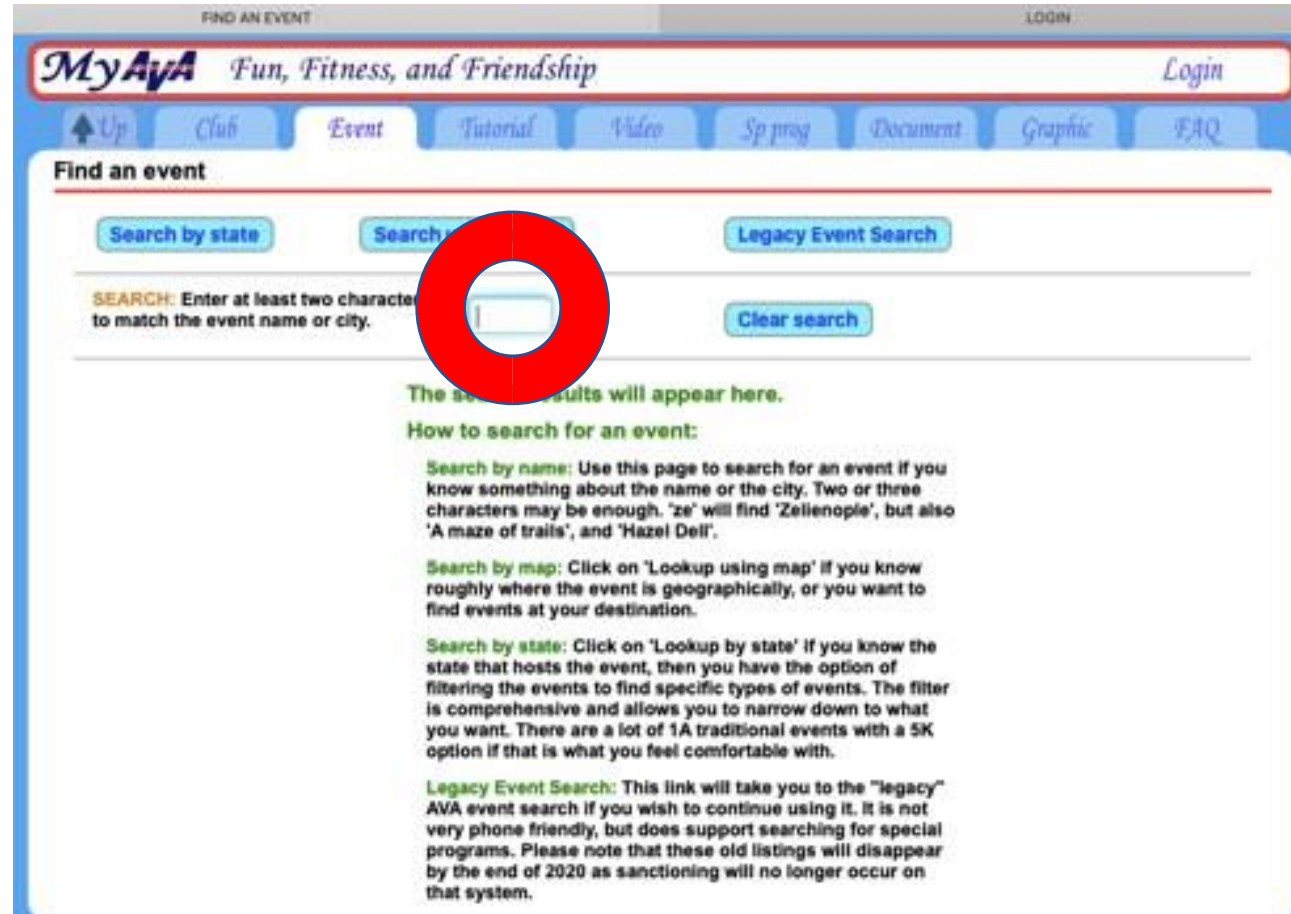 FIND AN EVENT LOGIN
MyAVA Fun, Fitness, and Friendship Login
Up Club Event Tutorial Video Sp prog Document Graphic FAQ
Find an event
Search by state Search Legacy Event Search
SEARCH: Enter at least two
to match the event name or city. Clear search
The results will appear here.
How to search for an event:
Search by name: Use this page to search for an event if you
know something about the name or the city. Two or three
characters may be enough. 'ze' will find 'Zelienople', but also
'A maze of trails', and 'Hazel Dell'.
Search by map: Click on 'Lookup using map' if you know
roughly where the event is geographically, or you want to
find events at your destination.
Search by state: Click on 'Lookup by state' if you know the
state that hosts the event, then you have the option of
filtering the events to find specific types of events. The filter
is comprehensive and allows you to narrow down to what
you want. There are a lot of 1A traditional events with a 5K
option if that is what you feel comfortable with.
Legacy Event Search: This link will take you to the "legacy"
AVA event search if you wish to continue using it. It is not
very phone friendly, but does support searching for special
programs. Please note that these old listings will disappear
by the end of 2020 as sanctioning will no longer occur on
that system.